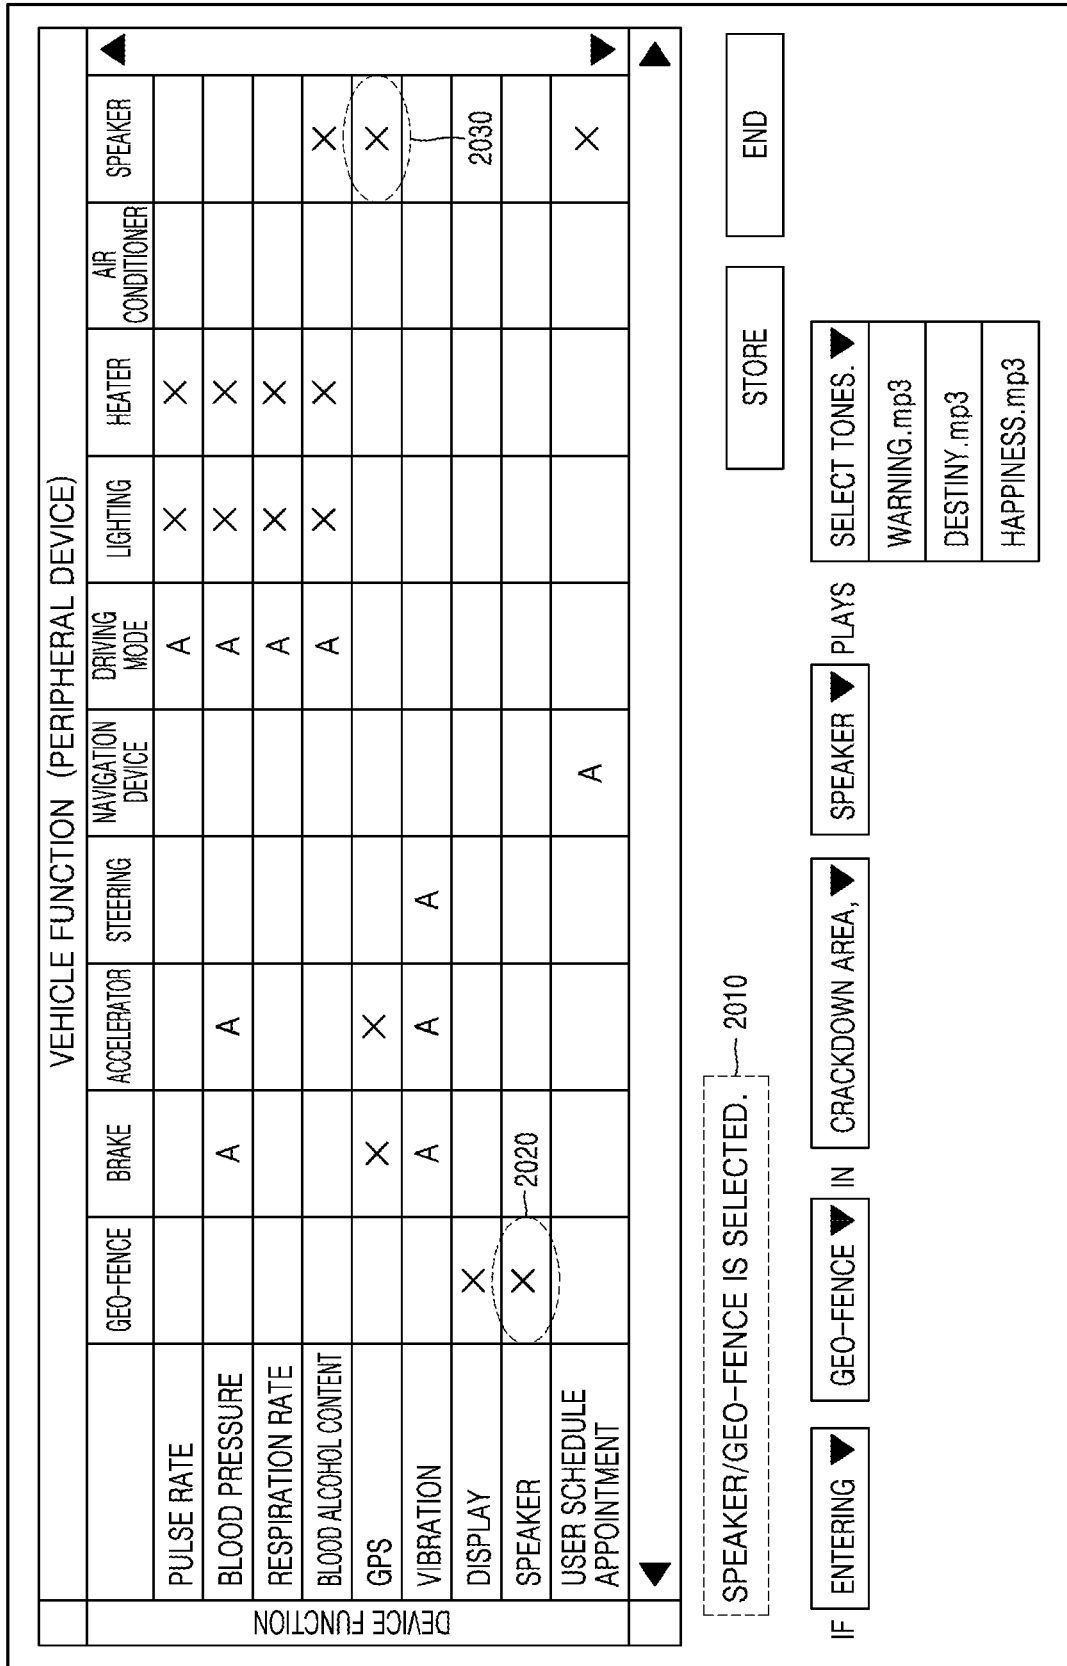 VEHICLE FUNCTION (PERIPHERAL DEVICE)
GEO-FENCE BRAKE ACCELERATOR STEERING NAVIGATION DEVICE DRIVING MODE LIGHTING HEATER AIR CONDITIONER SPEAKER
DEVICE FUNCTION
PULSE RATE A X X
BLOOD PRESSURE A A A X X
RESPIRATION RATE A X X
BLOOD ALCOHOL CONTENT A X X X
GPS X X X
VIBRATION A A A
DISPLAY X
2030
SPEAKER X
2020
USER SCHEDULE APPOINTMENT A X
SPEAKER/GEO-FENCE IS SELECTED.
2010
STORE
END
IF ENTERING ▼ GEO-FENCE ▼ IN CRACKDOWN AREA, ▼ SPEAKER ▼ PLAYS SELECT TONES. ▼
WARNING.mp3
DESTINY.mp3
HAPPINESS.mp3